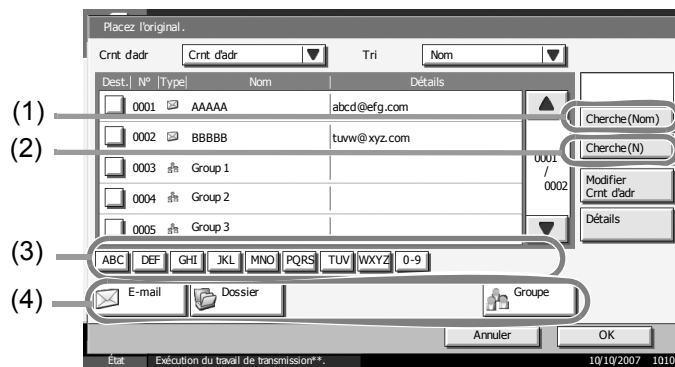 Placez l'original.
Crnt d'adr Crnt d'adr Tri Nom
Dest. N° Type Nom Détails
0001 AAAAA abcd@efg.com
(1) Cherche(Nom)
0002 BBBBB tuvw@xyz.com
(2) Cherche(N)
0003 Group 1 0001
/
0002
Modifier
Crnt d'adr
0004 Group 2
0005 Group 3 Détails
(3) ABC DEF GHI JKL MNO PQRS TUV WXYZ 0-9
(4) E-mail Dossier Groupe
Annuler OK
État Exécution du travail de transmission**. 10/10/2007 1010